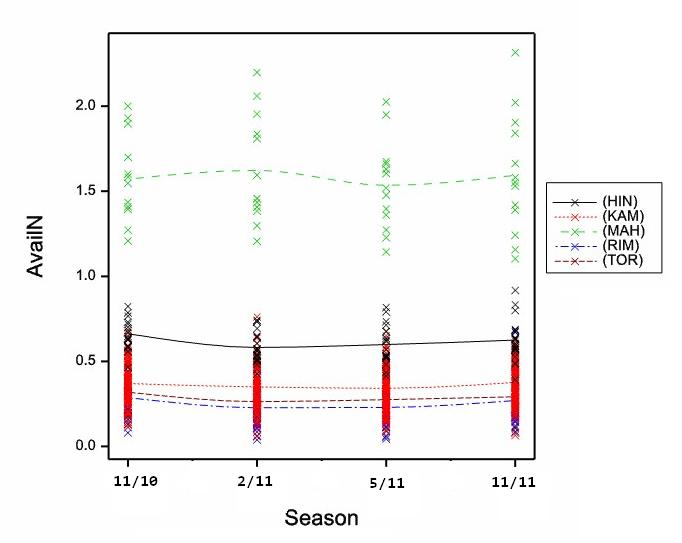 AvailN
2.0
1.5
1.0
0.5
0.0
11/10 2/11 5/11 11/11
Season
(HIN)
(KAM)
(MAH)
(RIM)
(TOR)